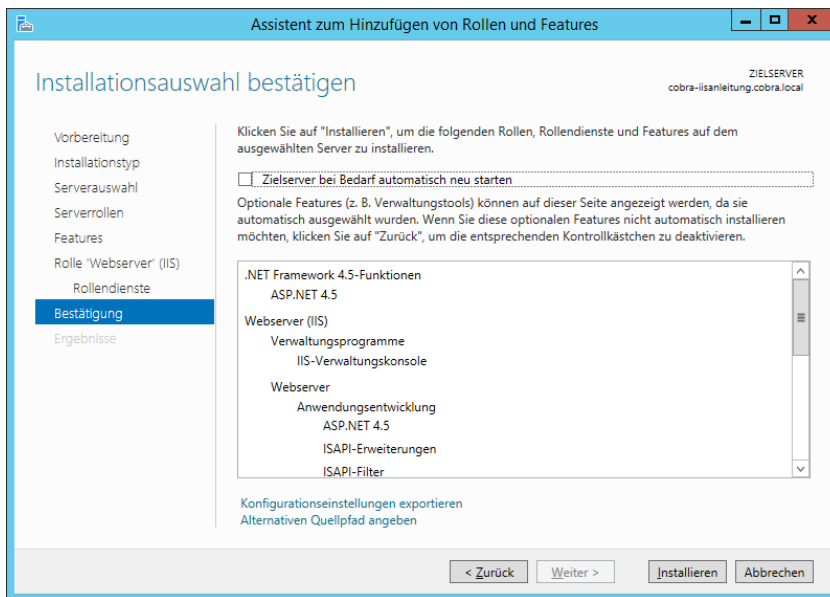 Assistent zum Hinzufügen von Rollen und Features
Installationsauswahl bestätigen
ZIELSERVER
cobra-iisanleitung.cobra.local
Vorbereitung
Installationstyp
Serverauswahl
Serverrollen
Features
Rolle 'Webserver' (IIS)
Rollendienste
Bestätigung
Ergebnisse
Klicken Sie auf "Installieren", um die folgenden Rollen, Rollendienste und Features auf dem
ausgewählten Server zu installieren.
Zielserver bei Bedarf automatisch neu starten
Optionale Features (z. B. Verwaltungstools) können auf dieser Seite angezeigt werden, da sie
automatisch ausgewählt wurden. Wenn Sie diese optionalen Features nicht automatisch installieren
möchten, klicken Sie auf "Zurück", um die entsprechenden Kontrollkästchen zu deaktivieren.
.NET Framework 4.5-Funktionen
ASP.NET 4.5
Webserver (IIS)
Verwaltungsprogramme
IIS-Verwaltungskonsole
Webserver
Anwendungsentwicklung
ASP.NET 4.5
ISAPI-Erweiterungen
ISAPI-Filter
Konfigurationseinstellungen exportieren
Alternativen Quellpfad angeben
< Zurück
Weiter >
Installieren
Abbrechen